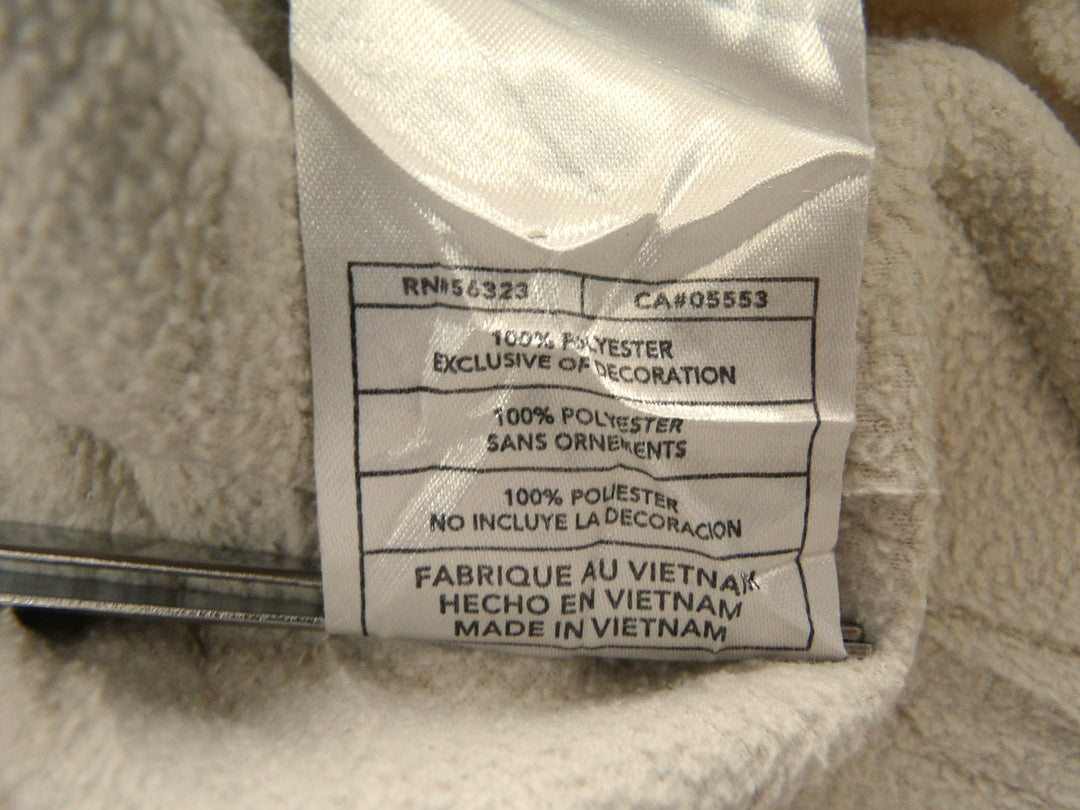 RN#56323
CA#05553
100% POLYESTER
EXCLUSIVE OF DECORATION
100% POLYESTER
SANS ORNEMENTS
100% POLIESTER
NO INCLUYE LA DECORACION
FABRIQUE AU VIETNAM
HECHO EN VIETNAM
MADE IN VIETNAM